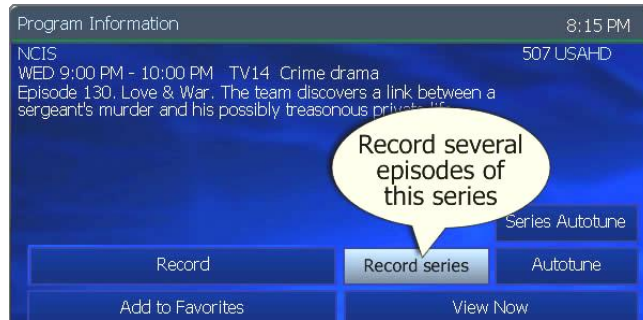 Program Information 8:15 PM
NCIS 507 USAHD
WED 9:00 PM - 10:00 PM TV14 Crime drama
Episode 130. Love & War. The team discovers a link between a
sergeant's murder and his possibly treasonous private life.
Record several
episodes of
this series
Series Autotune
Record Record series Autotune
Add to Favorites View Now